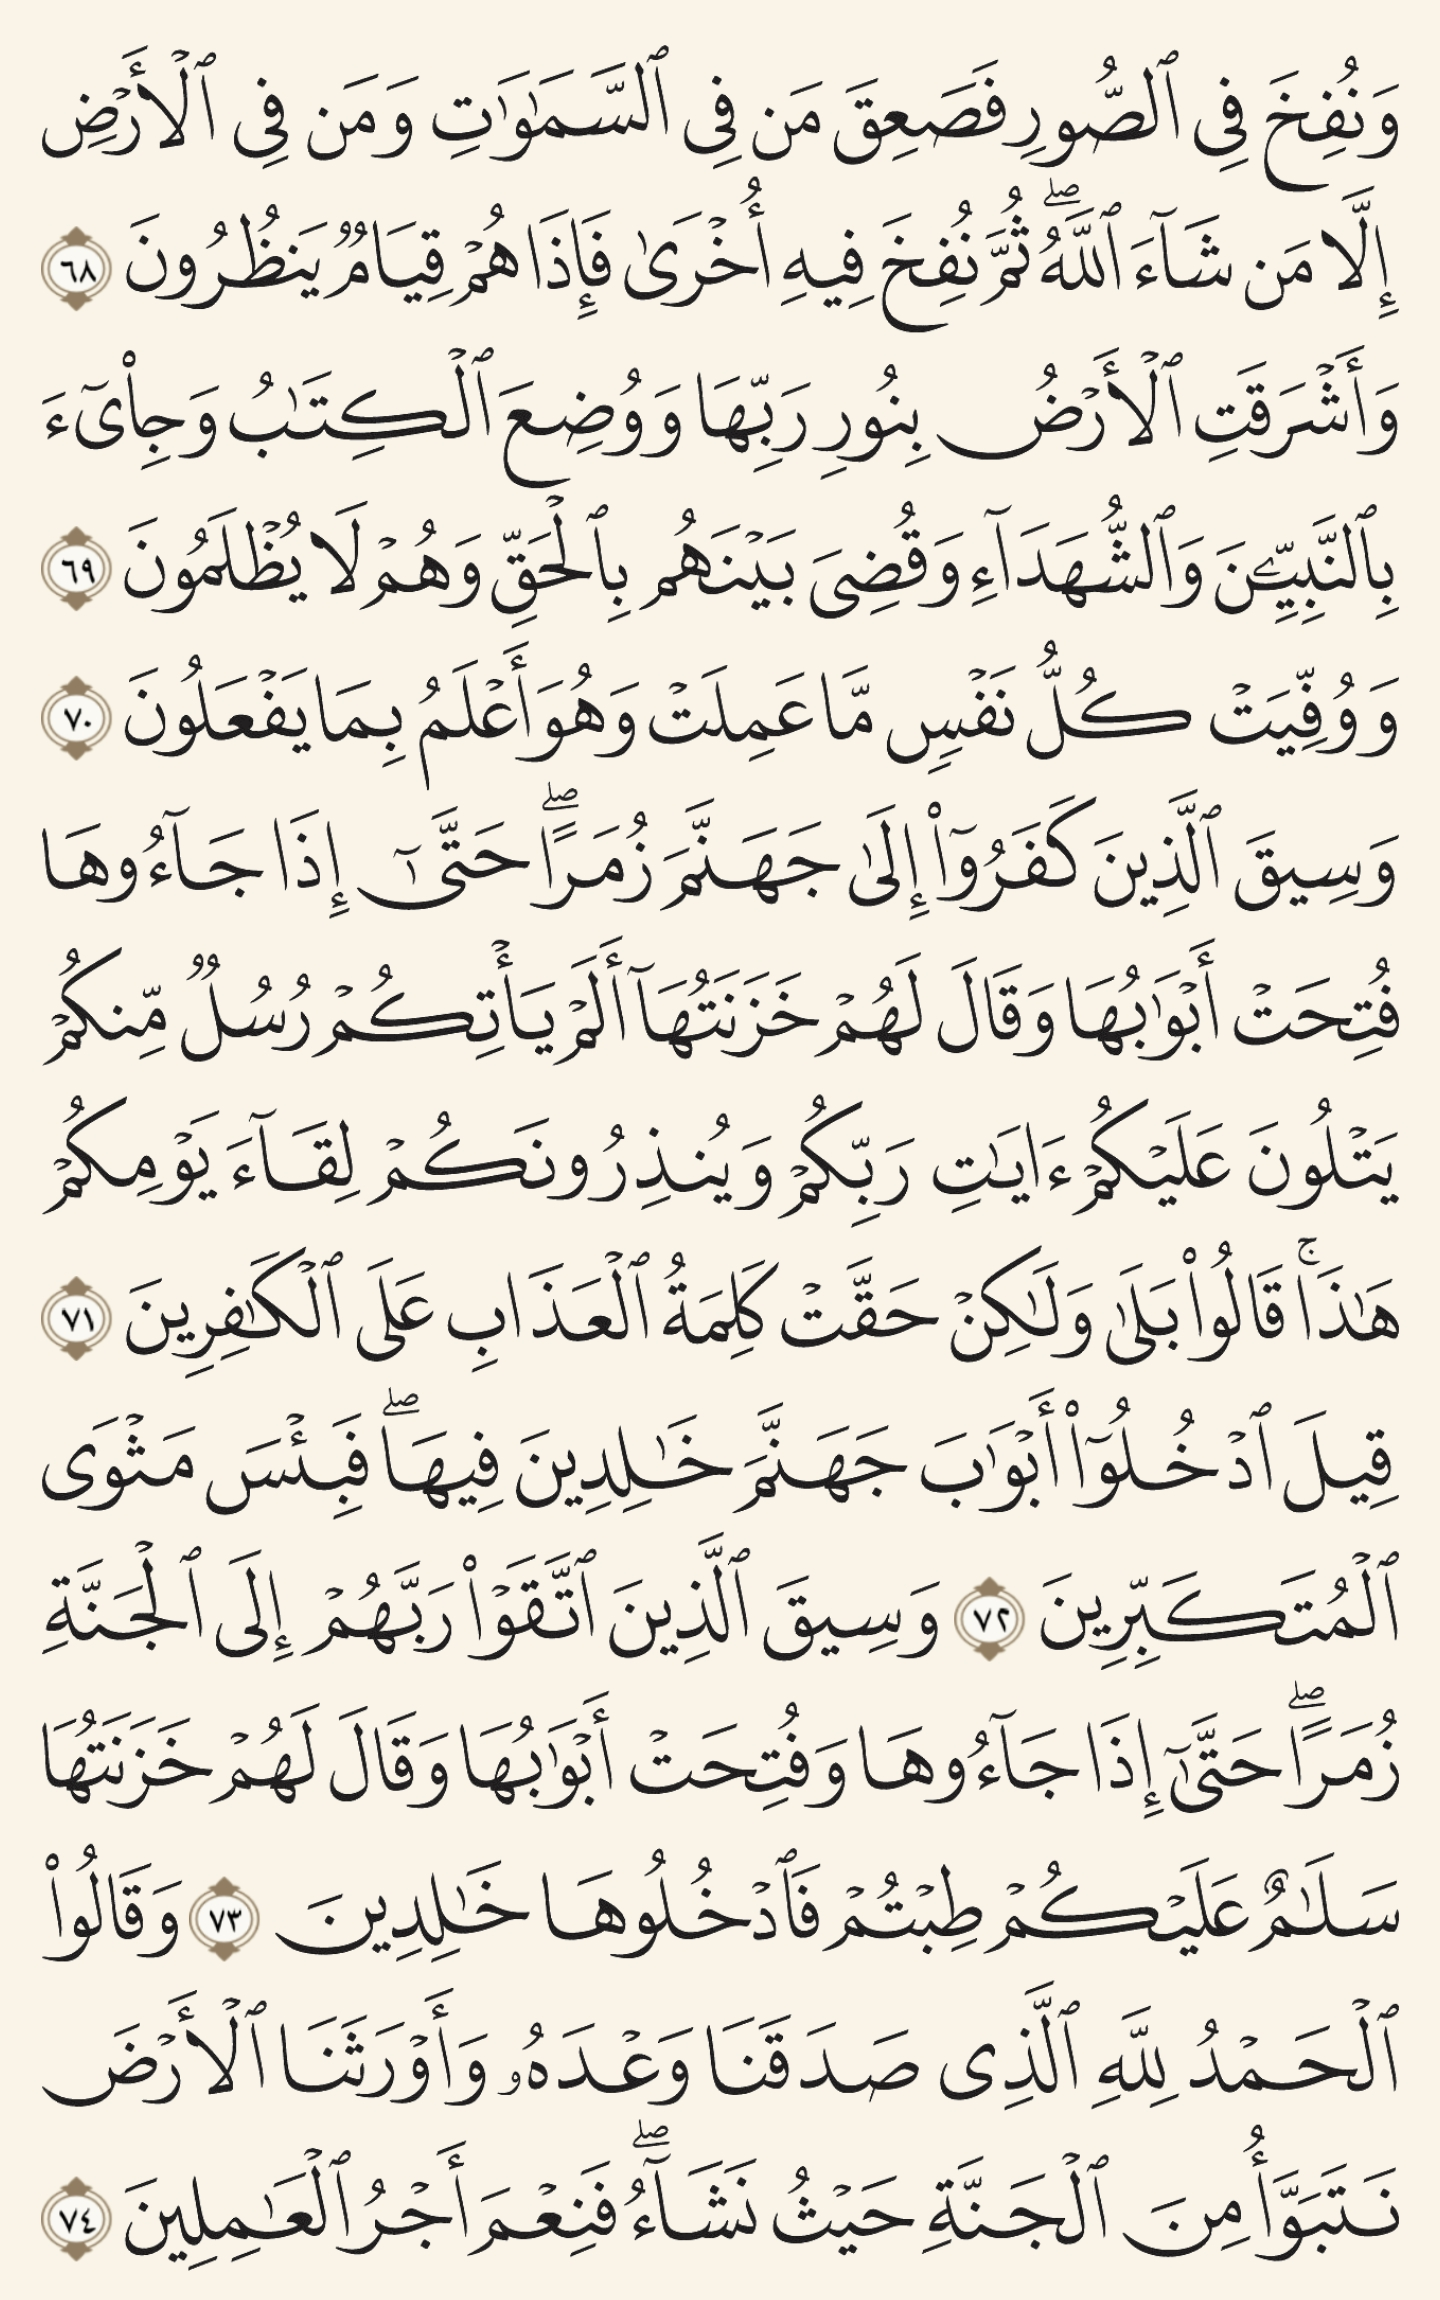 وَنُفِخَ فِى ٱلصُّورِ فَصَعِقَ مَن فِى ٱلسَّمَـٰوَٰتِ وَمَن فِى ٱلْأَرْضِ
إِلَّا مَن شَآءَ ٱللَّهُ ۖ ثُمَّ نُفِخَ فِيهِ أُخْرَىٰ فَإِذَا هُمْ قِيَامٌ يَنظُرُونَ ٦٨
وَأَشْرَقَتِ ٱلْأَرْضُ بِنُورِ رَبِّهَا وَوُضِعَ ٱلْكِتَـٰبُ وَجِا۟ىٓءَ
بِٱلنَّبِيِّـۧنَ وَٱلشُّهَدَآءِ وَقُضِىَ بَيْنَهُم بِٱلْحَقِّ وَهُمْ لَا يُظْلَمُونَ ٦٩
وَوُفِّيَتْ كُلُّ نَفْسٍ مَّا عَمِلَتْ وَهُوَ أَعْلَمُ بِمَا يَفْعَلُونَ ٧٠
وَسِيقَ ٱلَّذِينَ كَفَرُوٓا۟ إِلَىٰ جَهَنَّمَ زُمَرًا ۖ حَتَّىٰٓ إِذَا جَآءُوهَا
فُتِحَتْ أَبْوَٰبُهَا وَقَالَ لَهُمْ خَزَنَتُهَآ أَلَمْ يَأْتِكُمْ رُسُلٌ مِّنكُمْ
يَتْلُونَ عَلَيْكُمْ ءَايَـٰتِ رَبِّكُمْ وَيُنذِرُونَكُمْ لِقَآءَ يَوْمِكُمْ
هَـٰذَا ۚ قَالُوا۟ بَلَىٰ وَلَـٰكِنْ حَقَّتْ كَلِمَةُ ٱلْعَذَابِ عَلَى ٱلْكَـٰفِرِينَ ٧١
قِيلَ ٱدْخُلُوٓا۟ أَبْوَٰبَ جَهَنَّمَ خَـٰلِدِينَ فِيهَا ۖ فَبِئْسَ مَثْوَى
ٱلْمُتَكَبِّرِينَ ٧٢ وَسِيقَ ٱلَّذِينَ ٱتَّقَوْا۟ رَبَّهُمْ إِلَى ٱلْجَنَّةِ
زُمَرًا ۖ حَتَّىٰٓ إِذَا جَآءُوهَا وَفُتِحَتْ أَبْوَٰبُهَا وَقَالَ لَهُمْ خَزَنَتُهَا
سَلَـٰمٌ عَلَيْكُمْ طِبْتُمْ فَٱدْخُلُوهَا خَـٰلِدِينَ ٧٣ وَقَالُوا۟
ٱلْحَمْدُ لِلَّهِ ٱلَّذِى صَدَقَنَا وَعْدَهُۥ وَأَوْرَثَنَا ٱلْأَرْضَ
نَتَبَوَّأُ مِنَ ٱلْجَنَّةِ حَيْثُ نَشَآءُ ۖ فَنِعْمَ أَجْرُ ٱلْعَـٰمِلِينَ ٧٤